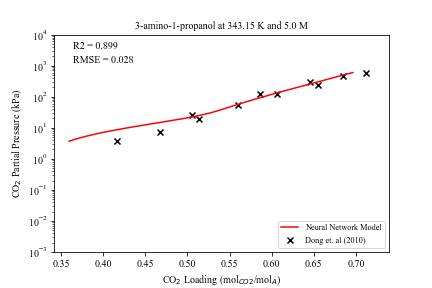 3-amino-1-propanol at 343.15 K and 5.0 M
R2 = 0.899
RMSE = 0.028
CO₂ Partial Pressure (kPa)
10⁴
10³
10²
10¹
10⁰
10⁻¹
10⁻²
10⁻³
Neural Network Model
Dong et. al (2010)
0.35 0.40 0.45 0.50 0.55 0.60 0.65 0.70
CO₂ Loading (mol_CO2/mol_A)